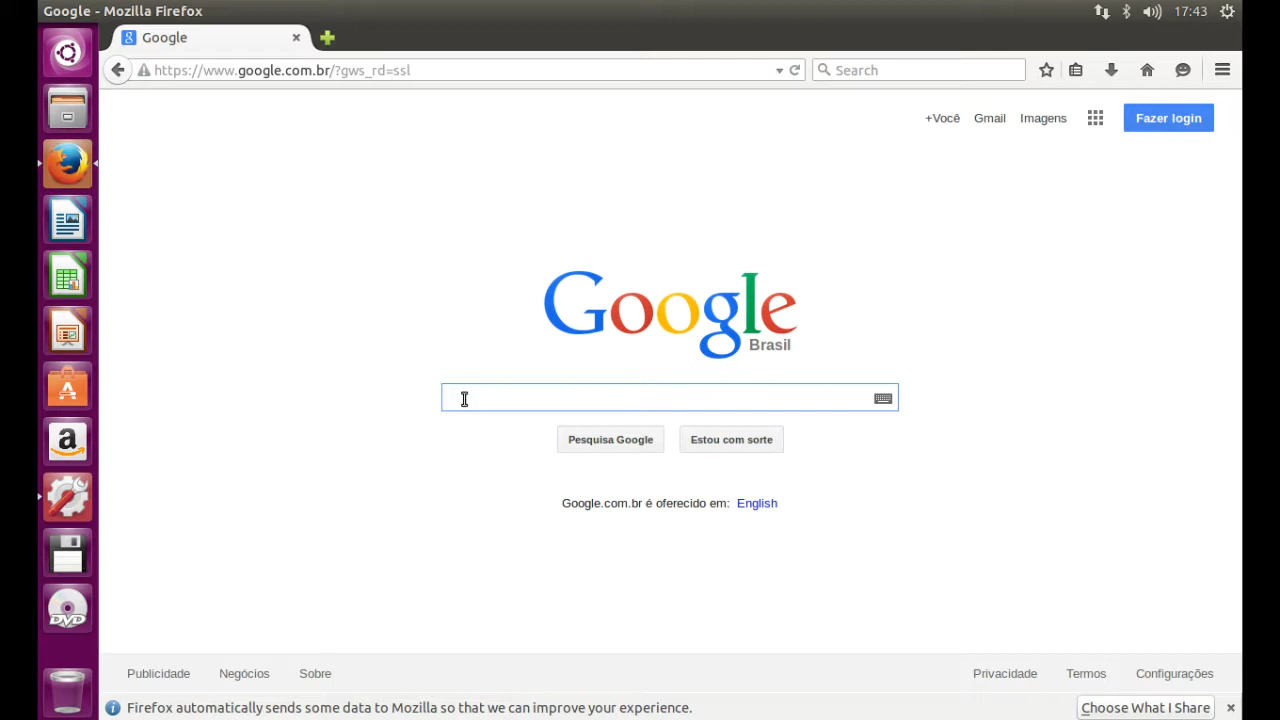 Google - Mozilla Firefox
17:43
Google
https://www.google.com.br/?gws_rd=ssl
Search
+Você Gmail Imagens Fazer login
Google
Brasil
Pesquisa Google Estou com sorte
Google.com.br é oferecido em: English
a
DVD
Publicidade Negócios Sobre Privacidade Termos Configurações
Firefox automatically sends some data to Mozilla so that we can improve your experience. Choose What I Share